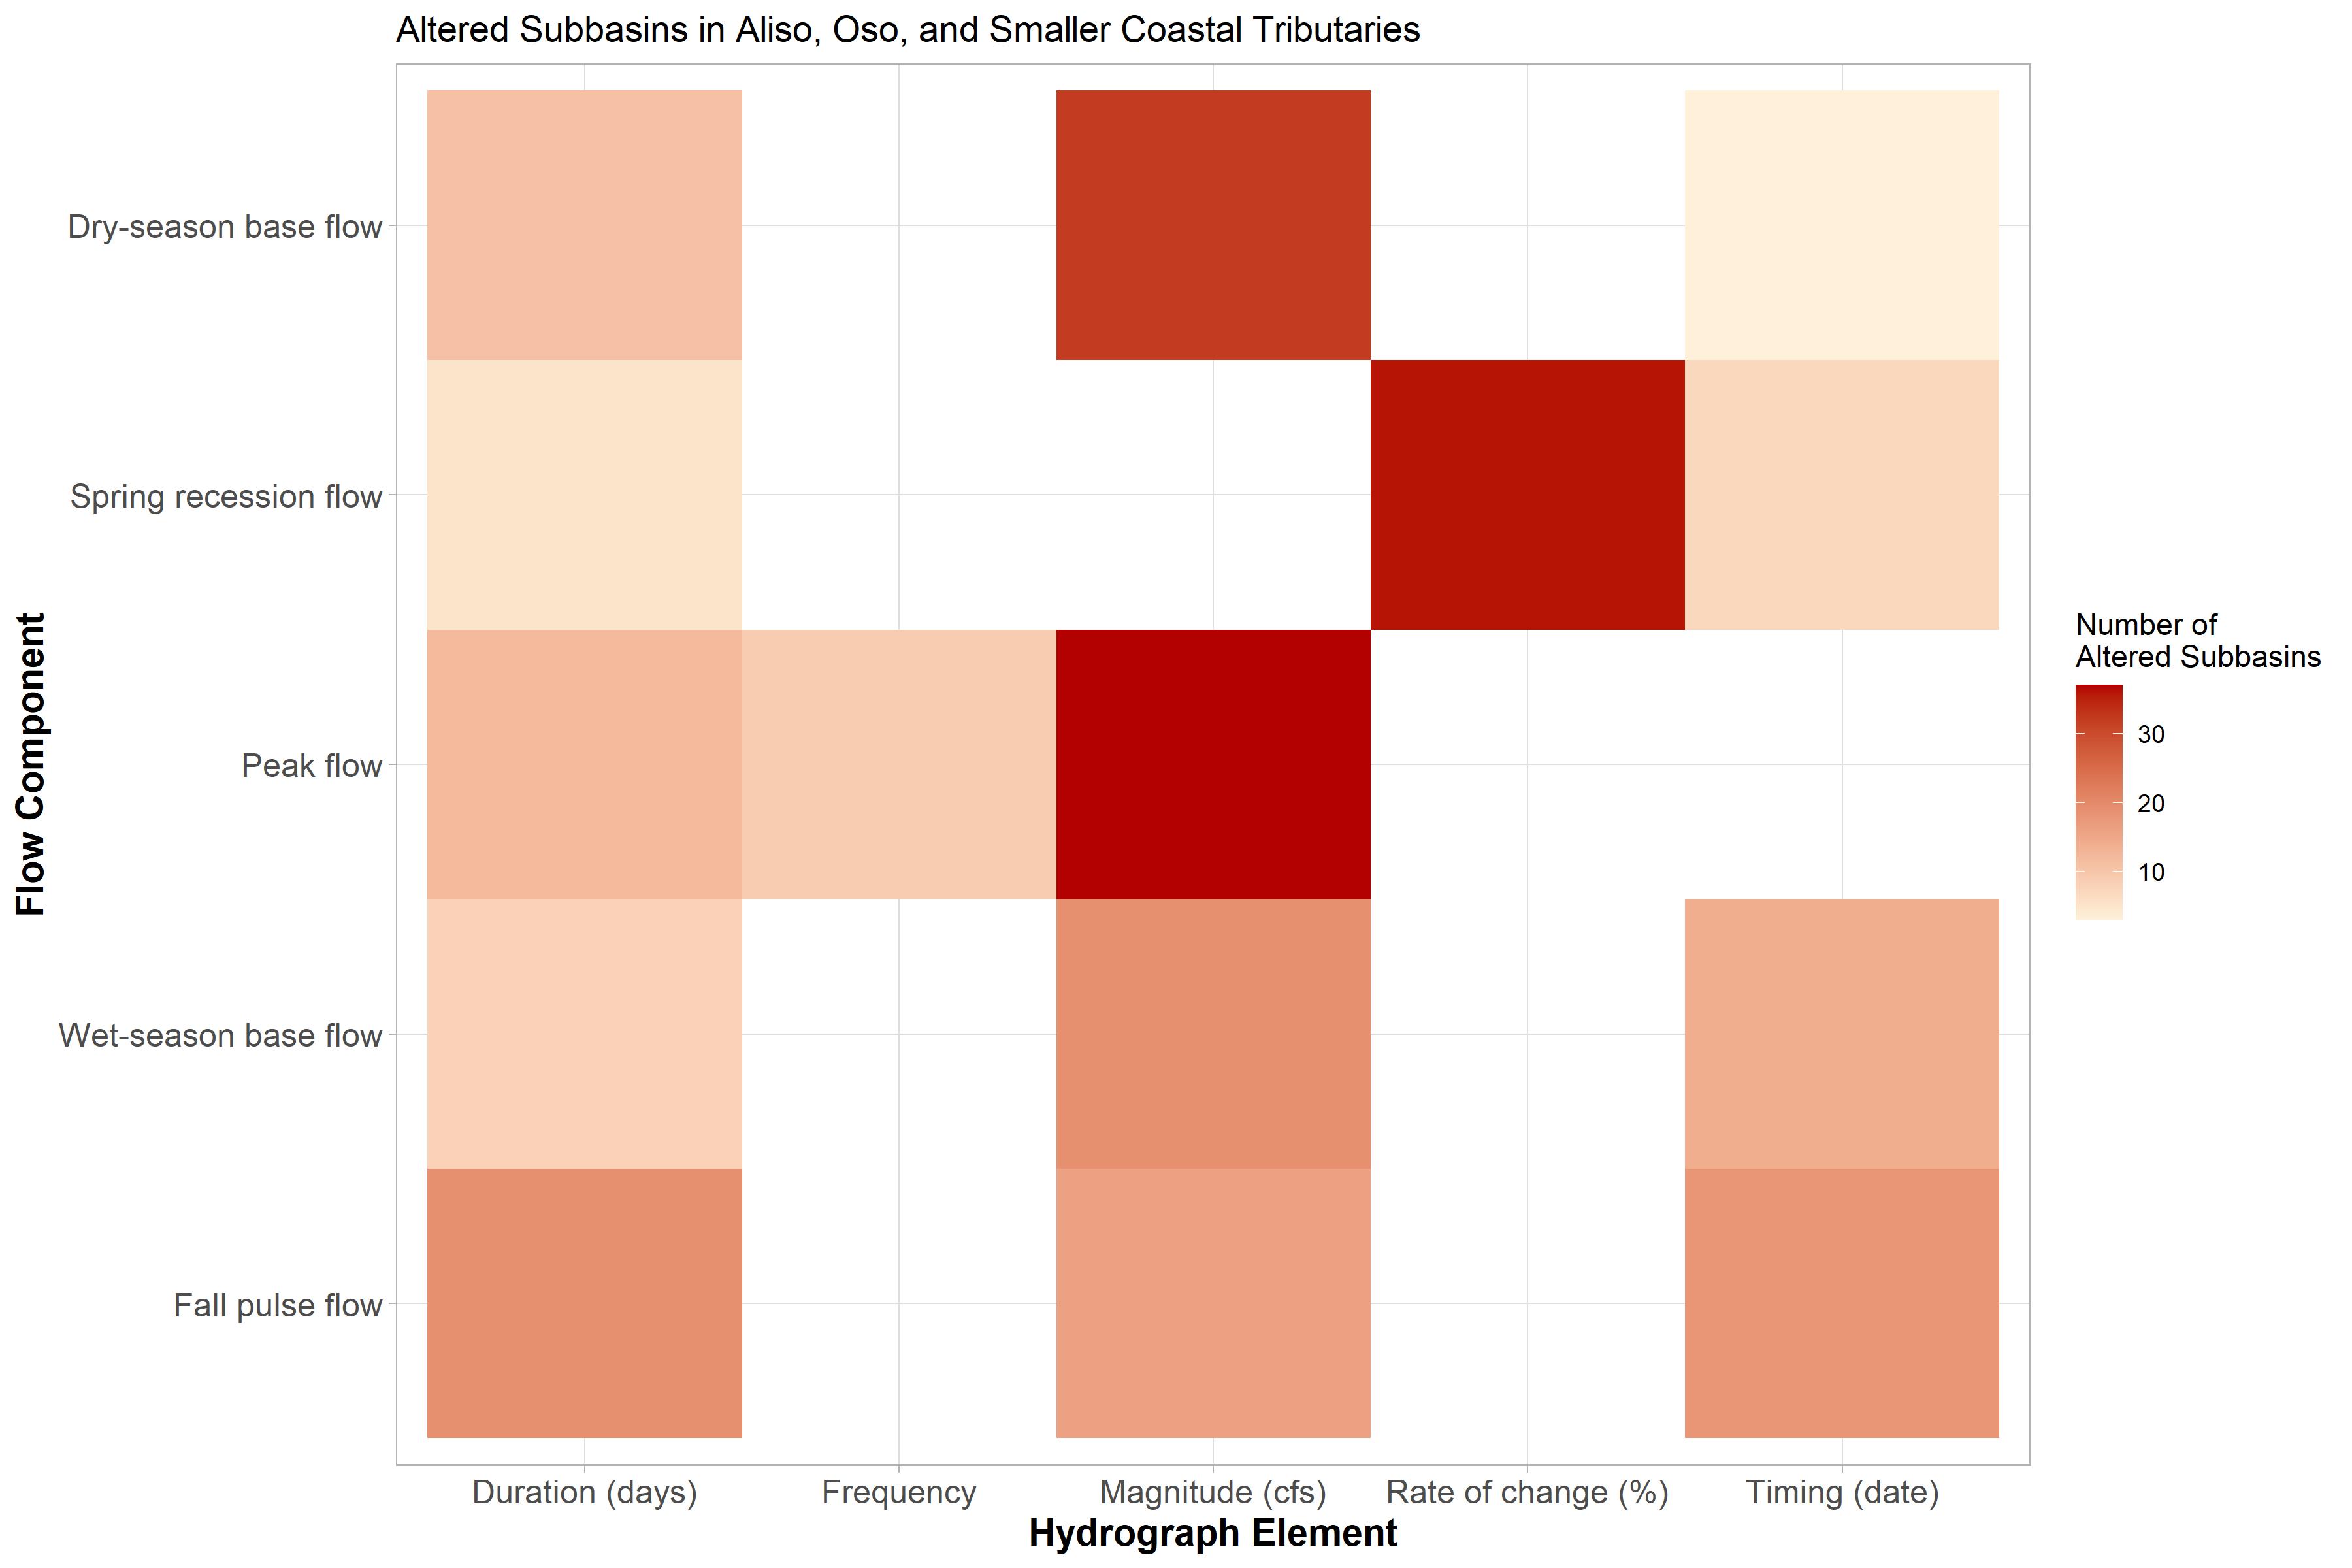 Altered Subbasins in Aliso, Oso, and Smaller Coastal Tributaries
Flow Component
Dry-season base flow
Spring recession flow
Peak flow
Wet-season base flow
Fall pulse flow
Duration (days)
Frequency
Magnitude (cfs)
Rate of change (%)
Timing (date)
Hydrograph Element
Number of
Altered Subbasins
30
20
10